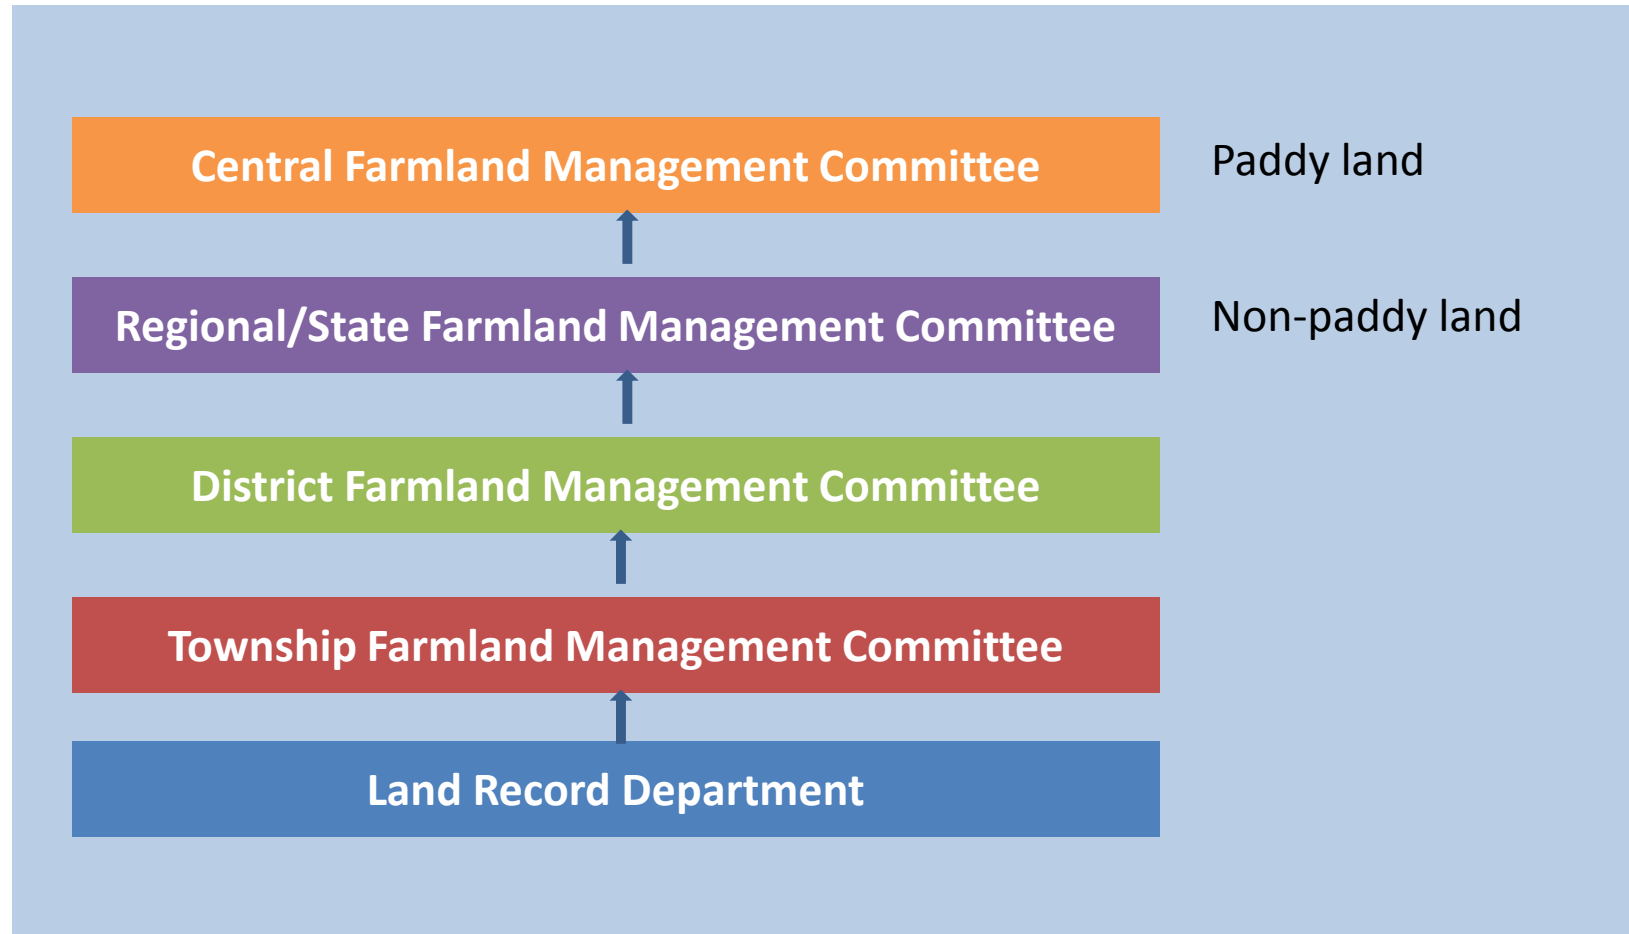 Central Farmland Management Committee
Paddy land
Regional/State Farmland Management Committee
Non-paddy land
District Farmland Management Committee
Township Farmland Management Committee
Land Record Department